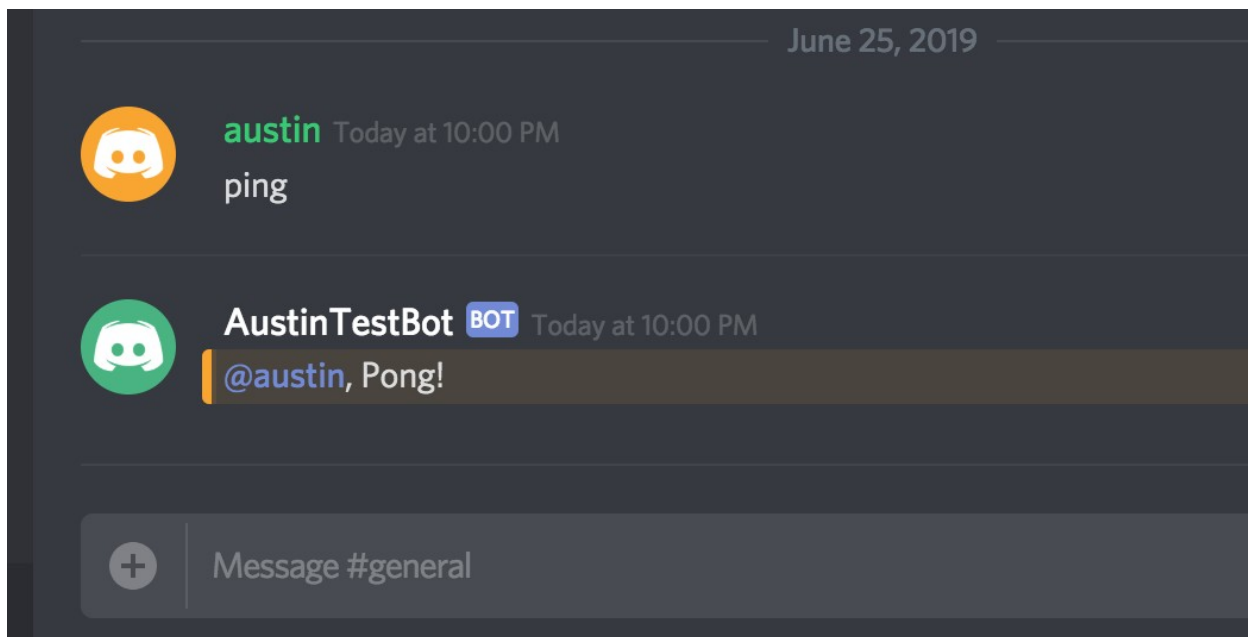 June 25, 2019
austin Today at 10:00 PM
ping
AustinTestBot BOT Today at 10:00 PM
@austin, Pong!
Message #general